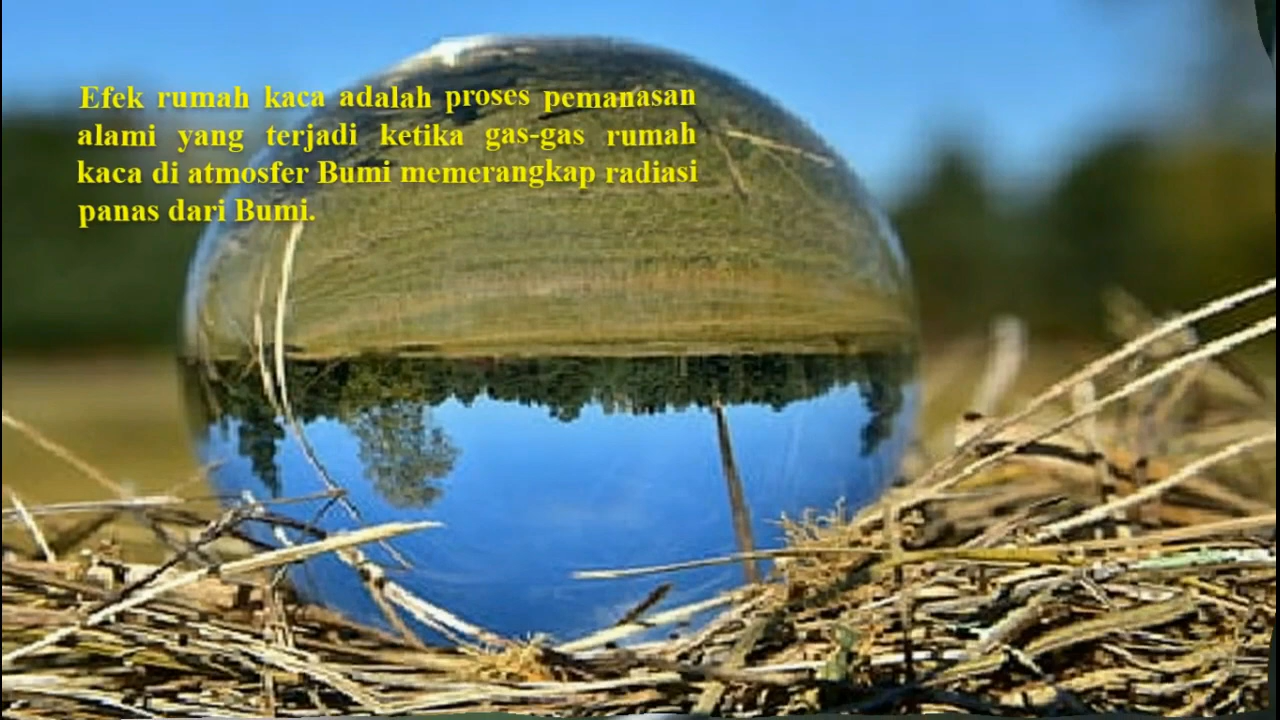 Efek rumah kaca adalah proses pemanasan
alami yang terjadi ketika gas-gas rumah
kaca di atmosfer Bumi memerangkap radiasi
panas dari Bumi.